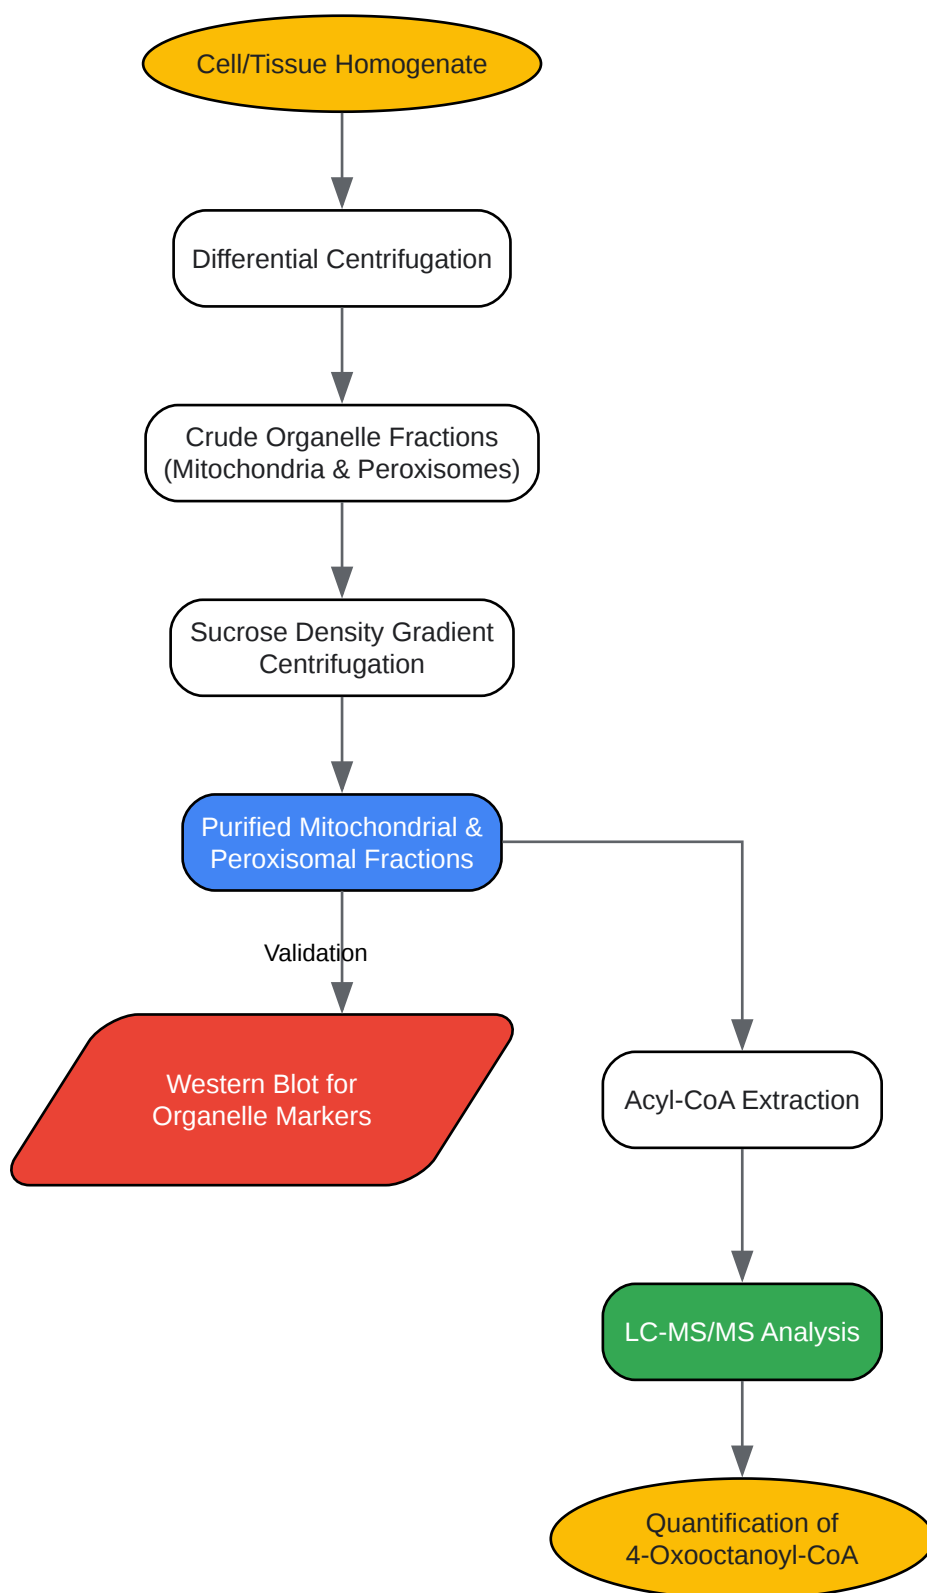 Cell/Tissue Homogenate
Differential Centrifugation
Crude Organelle Fractions
(Mitochondria & Peroxisomes)
Sucrose Density Gradient
Centrifugation
Purified Mitochondrial &
Peroxisomal Fractions
Validation
Western Blot for
Organelle Markers
Acyl-CoA Extraction
LC-MS/MS Analysis
Quantification of
4-Oxooctanoyl-CoA